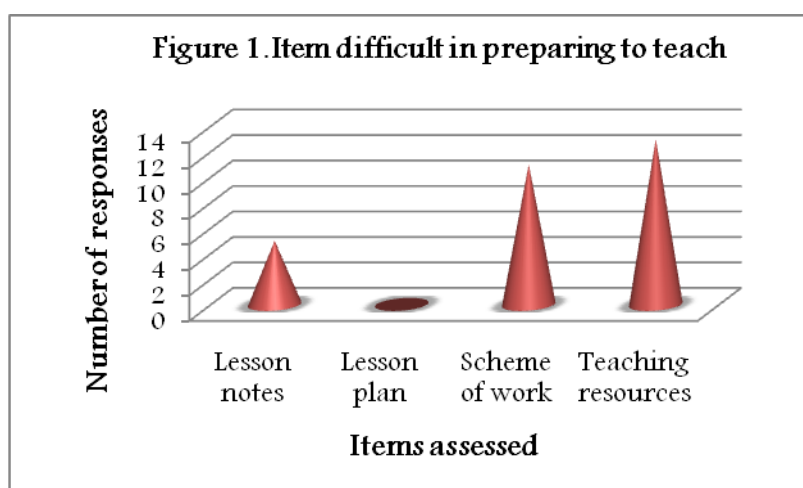 Figure 1.Item difficult in preparing to teach
Number of responses
14
12
10
8
6
4
2
0
Lesson notes
Lesson plan
Scheme of work
Teaching resources
Items assessed